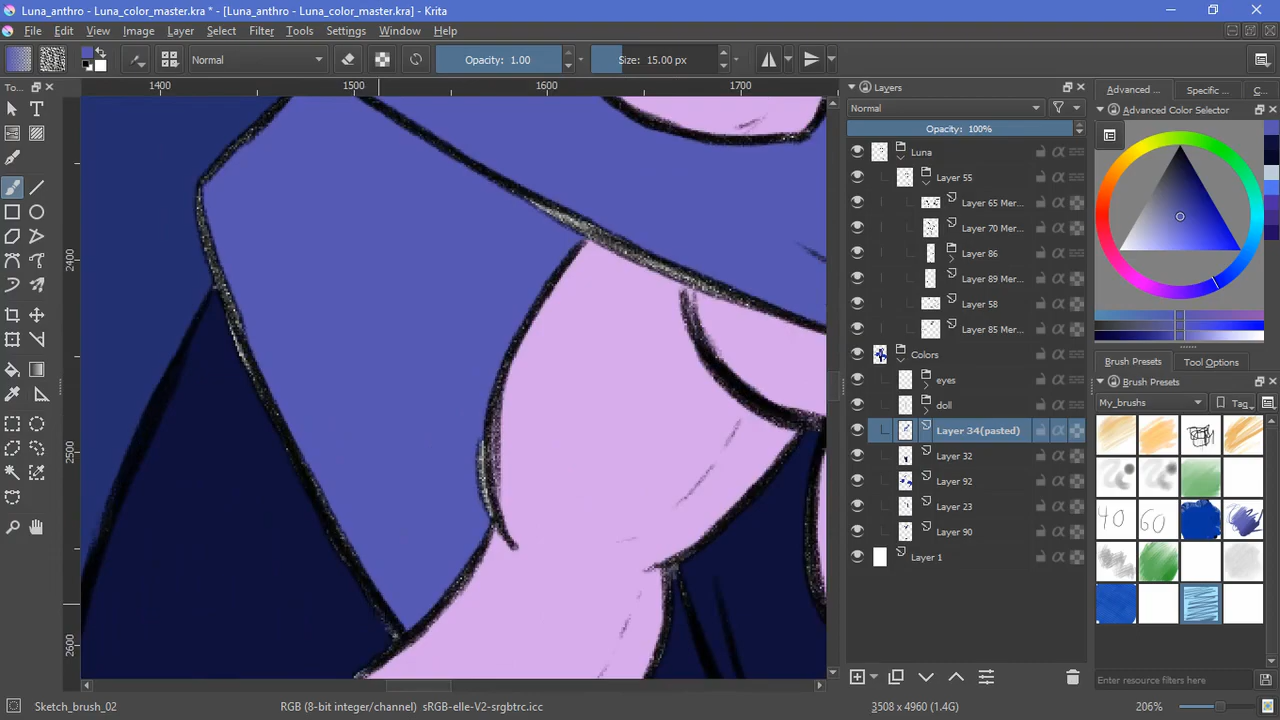 Luna_anthro - Luna_color_master.kra * - [Luna_anthro - Luna_color_master.kra] - Krita
File Edit View Image Layer Select Filter Tools Settings Window Help
Normal Opacity: 1.00 Size: 15.00 px
To...
1400 1500 1600 1700
2400
2500
2600
Layers
Normal
Opacity: 100%
Luna
Layer 55
Layer 65 Mer...
Layer 70 Mer...
Layer 86
Layer 89 Mer...
Layer 58
Layer 85 Mer...
Colors
eyes
doll
Layer 34(pasted)
Layer 32
Layer 92
Layer 23
Layer 90
Layer 1
Advanced ... Specific ... C...
Advanced Color Selector
Brush Presets Tool Options
Brush Presets
My_brushs Tag
40 60
Enter resource filters here
Sketch_brush_02 RGB (8-bit integer/channel) sRGB-elle-V2-srgbtrc.icc 3508 x 4960 (1.4G) 206%